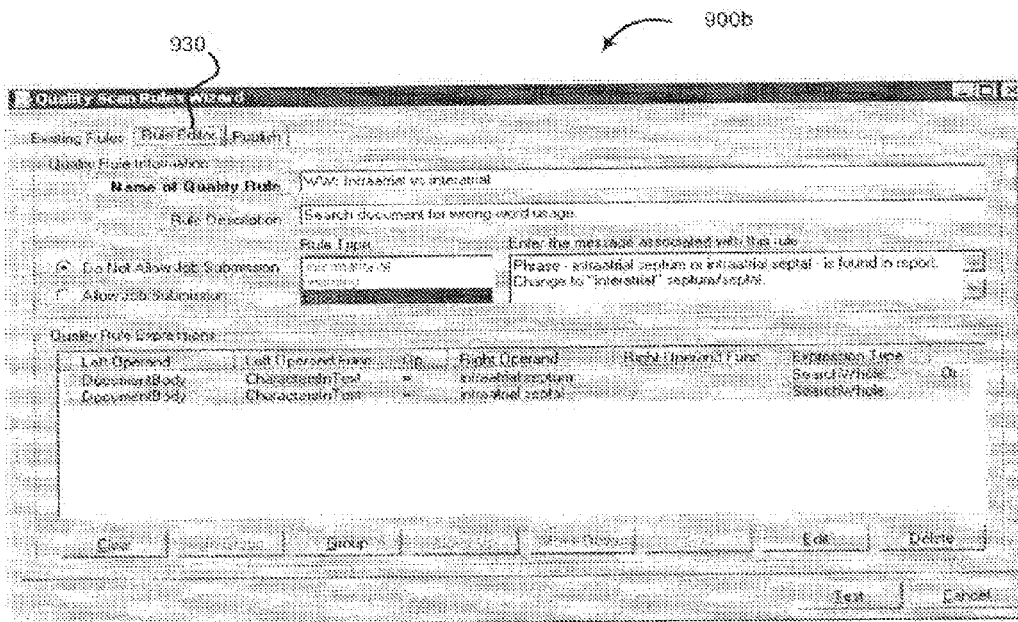 900b
930
Quality Scan Rules Wizard
Existing Rules Rule Editor Publish
Quality Rule Information
Name of Quality Rule WW: Intraatrial vs interatrial
Rule Description Search document for wrong word usage.
Rule Type Enter the message associated with this rule
Do Not Allow Job Submission
Allow Job Submission
Phrase - intraatrial septum or intraatrial septal - is found in report.
Change to "interatrial" septum/septal.
Quality Rule Expressions
Left Operand Left Operand Func Op Right Operand Right Operand Func Expression Type
DocumentBody CharactersInText = intraatrial septum SearchWhole... Or
DocumentBody CharactersInText = intraatrial septal SearchWhole...
Clear Group Edit Delete
Test Cancel